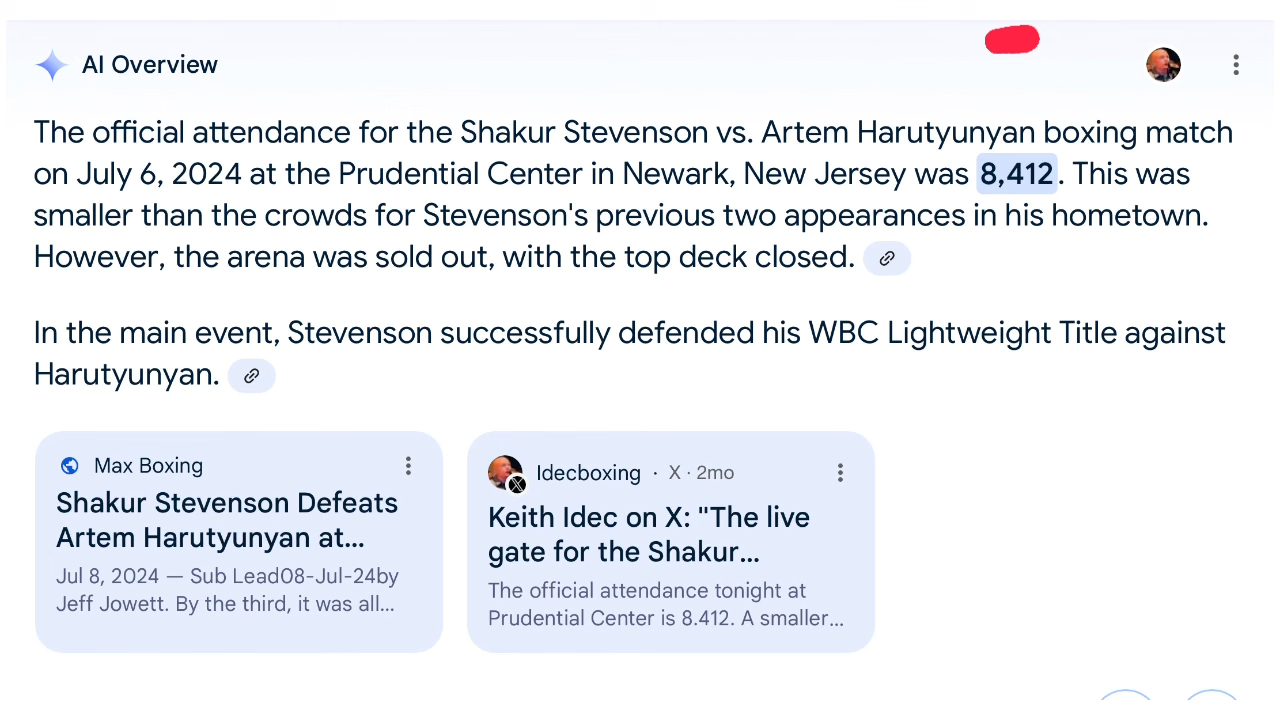 AI Overview
The official attendance for the Shakur Stevenson vs. Artem Harutyunyan boxing match
on July 6, 2024 at the Prudential Center in Newark, New Jersey was 8,412. This was
smaller than the crowds for Stevenson's previous two appearances in his hometown.
However, the arena was sold out, with the top deck closed.
In the main event, Stevenson successfully defended his WBC Lightweight Title against
Harutyunyan.
Max Boxing
Shakur Stevenson Defeats
Artem Harutyunyan at...
Jul 8, 2024 — Sub Lead08-Jul-24by
Jeff Jowett. By the third, it was all...
Idecboxing · X · 2mo
Keith Idec on X: "The live
gate for the Shakur...
The official attendance tonight at
Prudential Center is 8.412. A smaller...